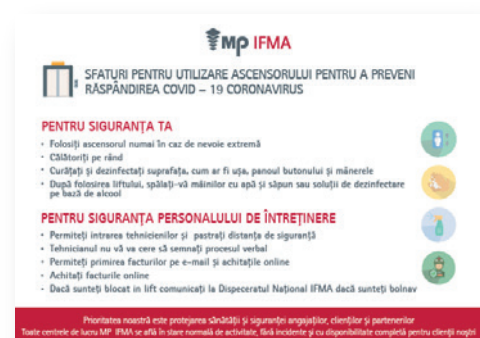 MP IFMA
SFATURI PENTRU UTILIZARE ASCENSORULUI PENTRU A PREVENI
RĂSPÂNDIREA COVID – 19 CORONAVIRUS
PENTRU SIGURANȚA TA
• Folosiți ascensorul numai în caz de nevoie extremă
• Călătoriți pe rând
• Curățați și dezinfectați suprafața, cum ar fi ușa, panoul butonului și mânerele
• După folosirea liftului, spălați-vă mâinilor cu apă și săpun sau soluții de dezinfectare
pe bază de alcool
PENTRU SIGURANȚA PERSONALULUI DE ÎNTREȚINERE
• Permiteți intrarea tehnicienilor și pastrați distanța de siguranță
• Tehnicianul nu vă va cere să semnați procesul verbal
• Permiteți primirea facturilor pe e-mail și achitațile online
• Achitați facturile online
- Dacă sunteți blocat in lift comunicați la Dispeceratul Național IFMA dacă sunteți bolnav
Prioritatea noastră este protejarea sănătății și siguranței angajaților, clienților și partenerilor
Toate centrele de lucru MP IFMA se află în stare normală de activitate, fără incidente și cu disponibilitate completă pentru clienții noștri